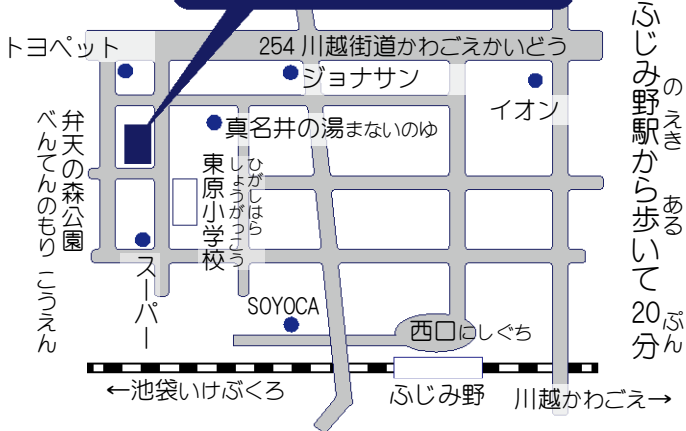 トヨペット
254 川越街道かわごえかいどう
ジョナサン
イオン
真名井の湯まないのゆ
弁天の森公園
べんてんのもり こうえん
東原小学校
ひがしはら
しょうがっこう
スーパー
SOYOCA
西口にしぐち
←池袋いけぶくろ
ふじみ野
川越かわごえ→
ふじみ野駅から歩いて20分
の えき ある ぷん